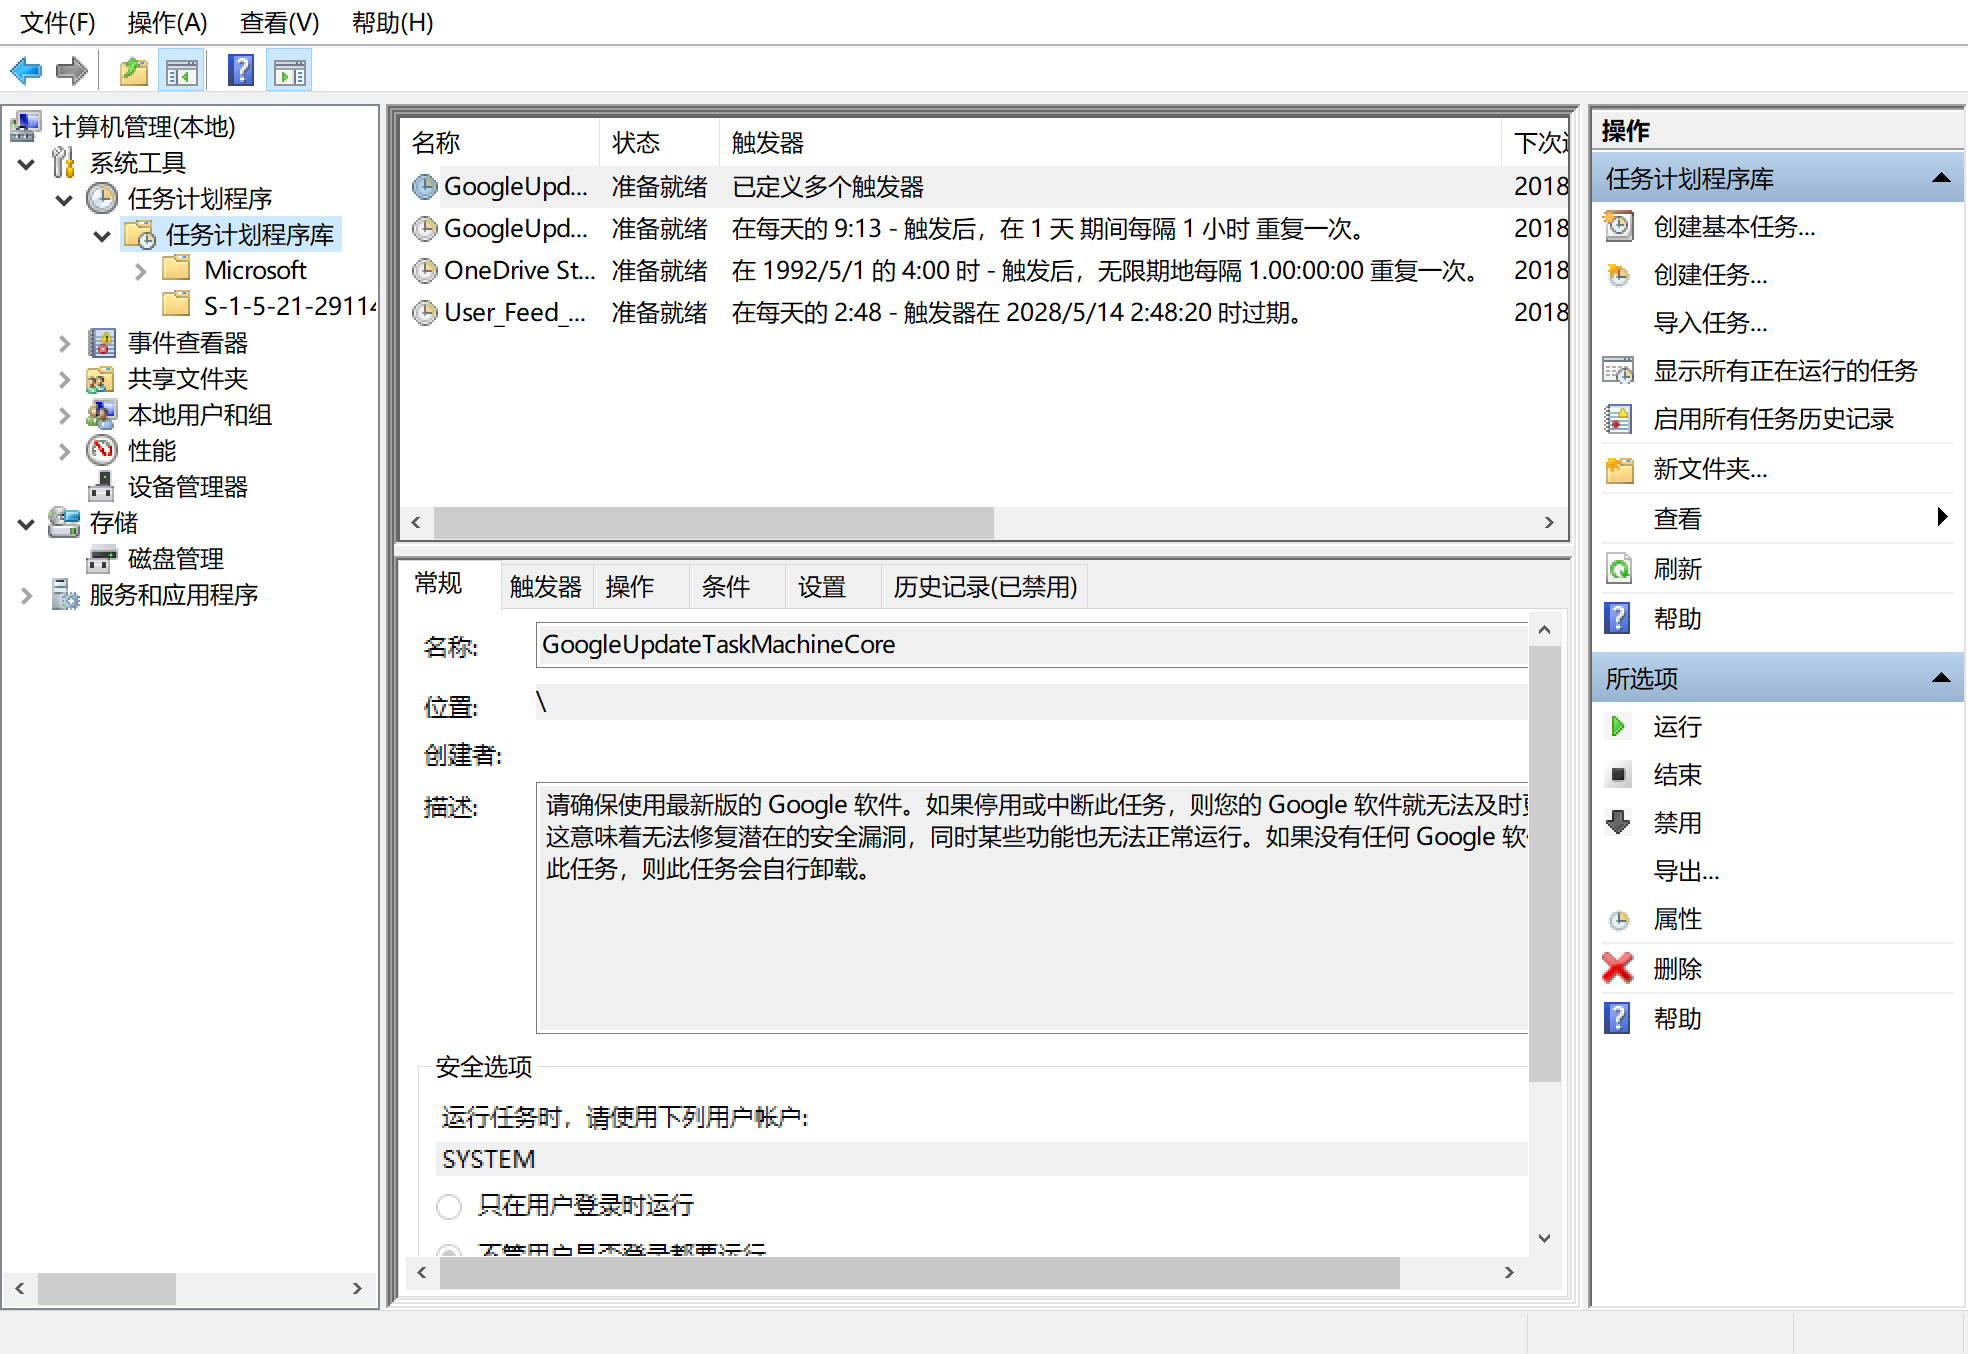 文件(F) 操作(A) 查看(V) 帮助(H)
计算机管理(本地)
系统工具
任务计划程序
任务计划程序库
Microsoft
S-1-5-21-29114
事件查看器
共享文件夹
本地用户和组
性能
设备管理器
存储
磁盘管理
服务和应用程序
名称 状态 触发器 下次
GoogleUpd... 准备就绪 已定义多个触发器 2018
GoogleUpd... 准备就绪 在每天的 9:13 - 触发后，在 1 天 期间每隔 1 小时 重复一次。 2018
OneDrive St... 准备就绪 在 1992/5/1 的 4:00 时 - 触发后，无限期地每隔 1.00:00:00 重复一次。 2018
User_Feed_... 准备就绪 在每天的 2:48 - 触发器在 2028/5/14 2:48:20 时过期。 2018
常规 触发器 操作 条件 设置 历史记录(已禁用)
名称: GoogleUpdateTaskMachineCore
位置: \
创建者:
描述: 请确保使用最新版的 Google 软件。如果停用或中断此任务，则您的 Google 软件就无法及时
这意味着无法修复潜在的安全漏洞，同时某些功能也无法正常运行。如果没有任何 Google 软
此任务，则此任务会自行卸载。
安全选项
运行任务时，请使用下列用户帐户:
SYSTEM
只在用户登录时运行
不管用户是否登录都要运行
操作
任务计划程序库
创建基本任务...
创建任务...
导入任务...
显示所有正在运行的任务
启用所有任务历史记录
新文件夹...
查看
刷新
帮助
所选项
运行
结束
禁用
导出...
属性
删除
帮助